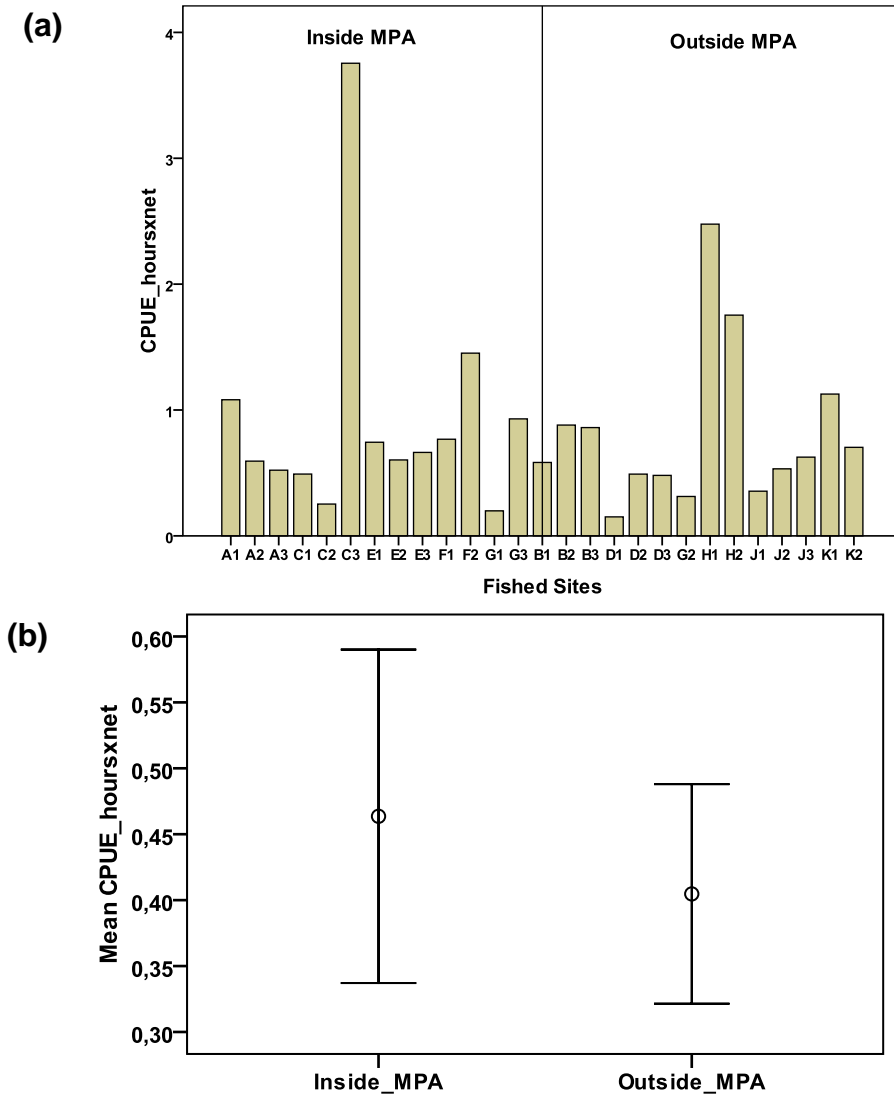 (a)
Inside MPA
Outside MPA
CPUE_hoursxnet
4
3
2
1
0
A1 A2 A3 C1 C2 C3 E1 E2 E3 F1 F2 G1 G3 B1 B2 B3 D1 D2 D3 G2 H1 H2 J1 J2 J3 K1 K2
Fished Sites
(b)
Mean CPUE_hoursxnet
0,60
0,55
0,50
0,45
0,40
0,35
0,30
Inside_MPA Outside_MPA